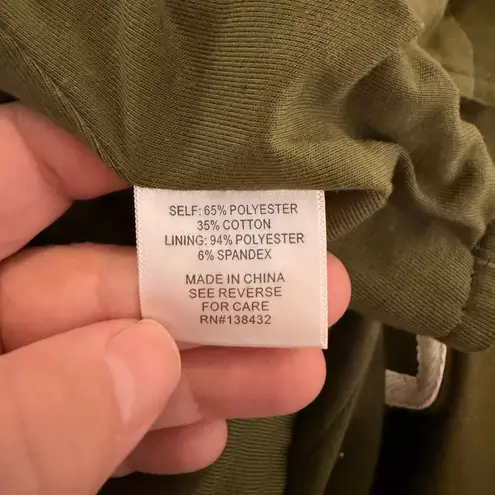 SELF: 65% POLYESTER
35% COTTON
LINING: 94% POLYESTER
6% SPANDEX
MADE IN CHINA
SEE REVERSE
FOR CARE
RN#138432